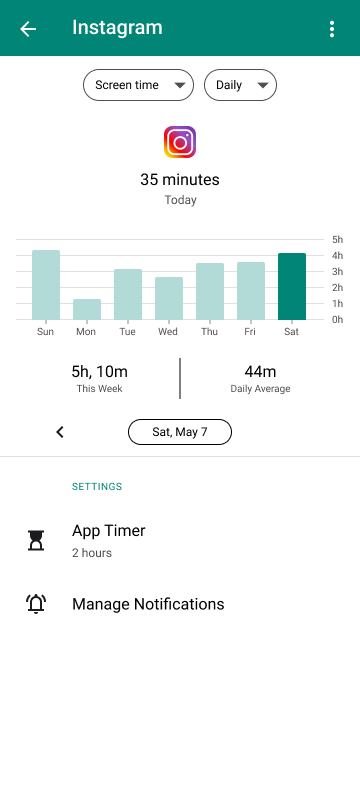 Instagram
Screen time
Daily
35 minutes
Today
5h
4h
3h
2h
1h
0h
Sun Mon Tue Wed Thu Fri Sat
5h, 10m
This Week
44m
Daily Average
Sat, May 7
SETTINGS
App Timer
2 hours
Manage Notifications